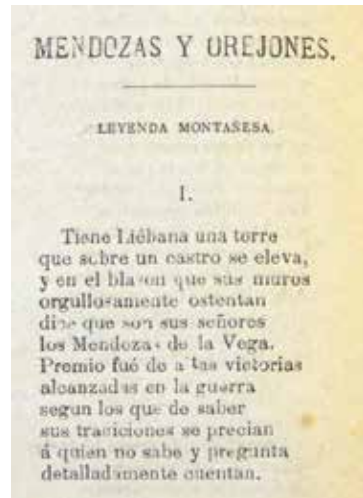 MENDOZAS Y OREJONES.
LEYENDA MONTAÑESA.
I.
Tiene Liébana una torre
que sobre un castro se eleva,
y en el blason que sus muros
orgullosamente ostentan
dice que son sus señores
los Mendozas de la Vega.
Premio fué de altas victorias
alcanzadas en la guerra
segun los que de saber
sus tradiciones se precian
á quien no sabe y pregunta
detalladamente cuentan.